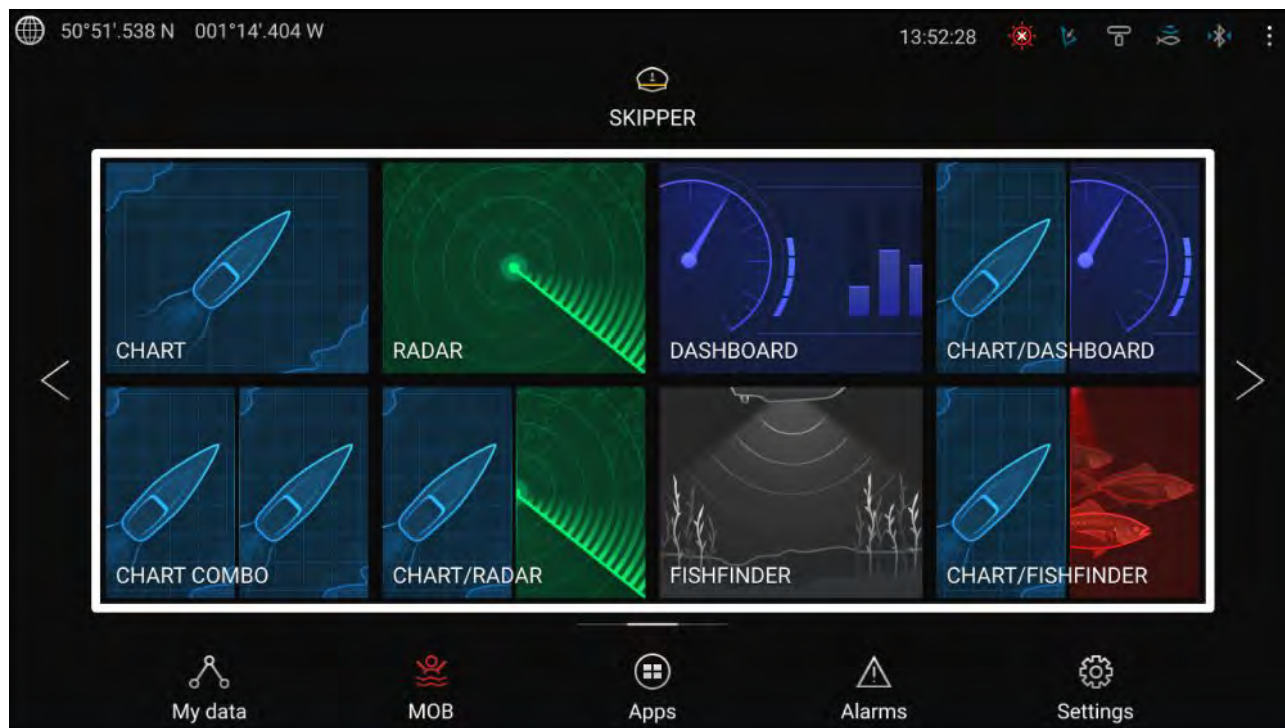 50°51'.538 N 001°14'.404 W
13:52:28
1
SKIPPER
CHART
RADAR
DASHBOARD
CHART/DASHBOARD
CHART COMBO
CHART/RADAR
FISHFINDER
CHART/FISHFINDER
My data
MOB
Apps
Alarms
Settings